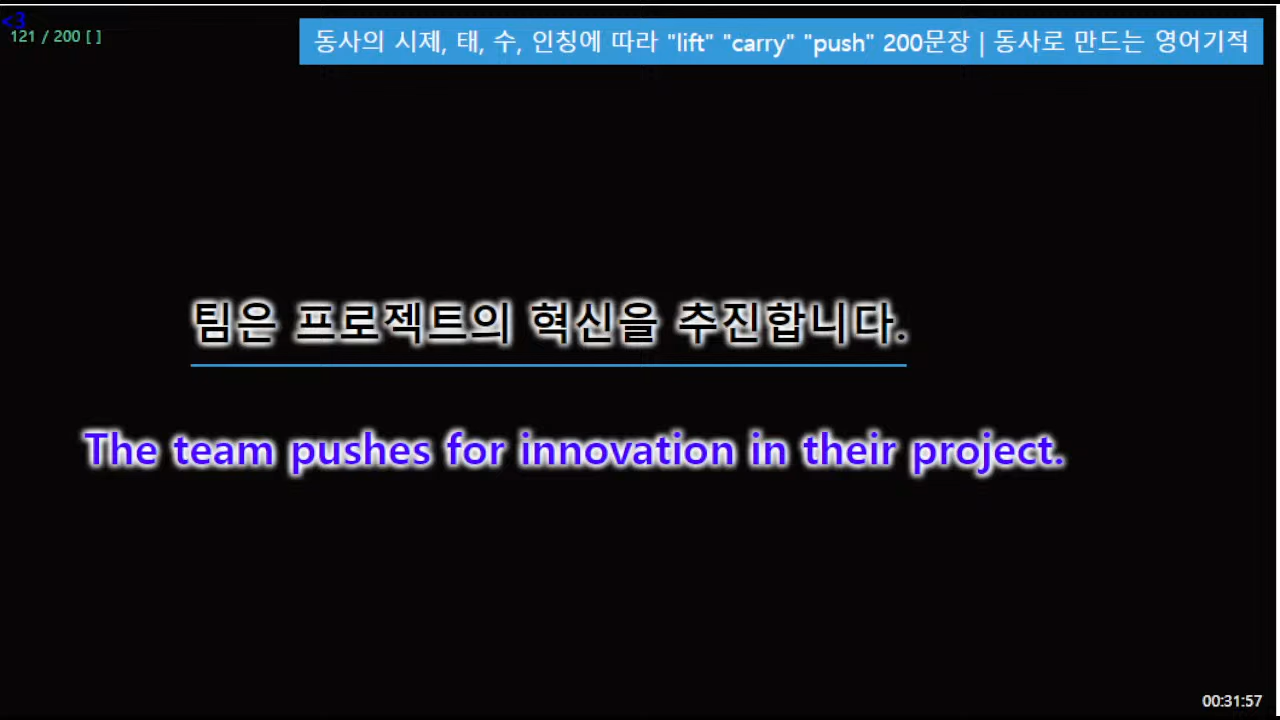 <3
121 / 200 [ ]
동사의 시제, 태, 수, 인칭에 따라 "lift" "carry" "push" 200문장 | 동사로 만드는 영어기적
팀은 프로젝트의 혁신을 추진합니다.
The team pushes for innovation in their project.
00:31:57